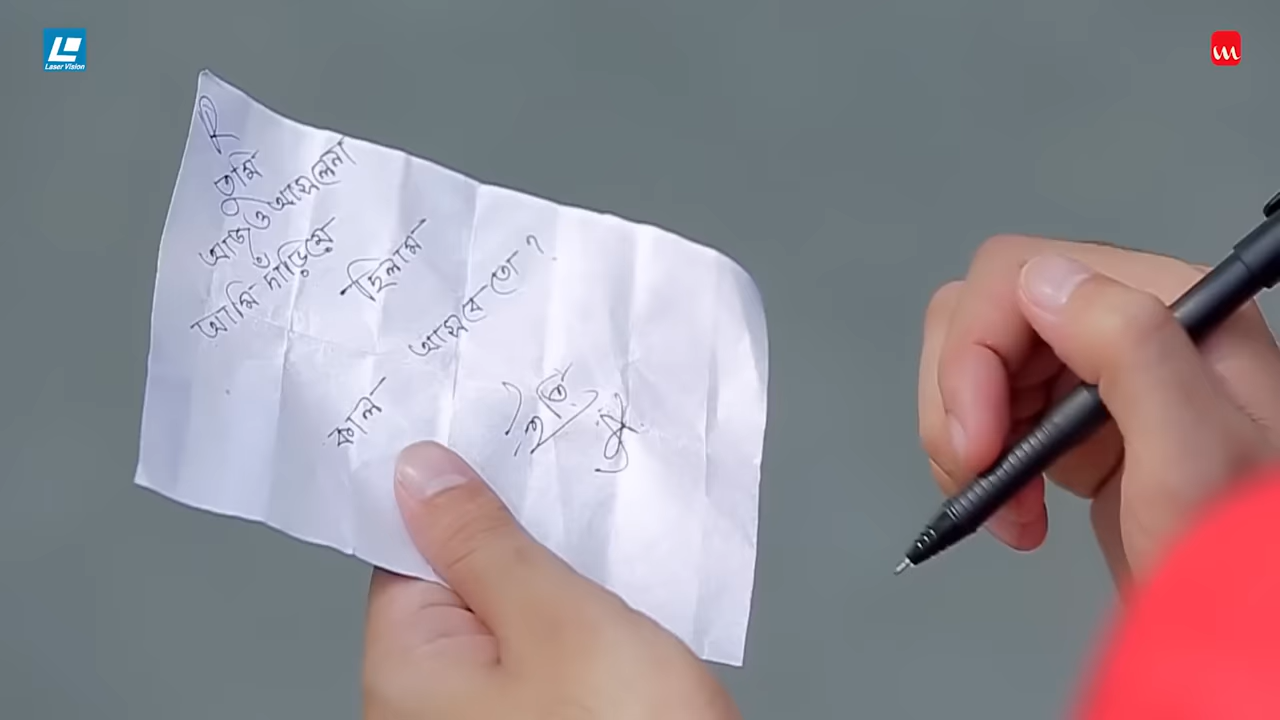 Laser Vision
R
তুমি
আজও আসলেনা
আমি দাঁড়িয়ে
ছিলাম
কাল আসবে তো ?
ইতি